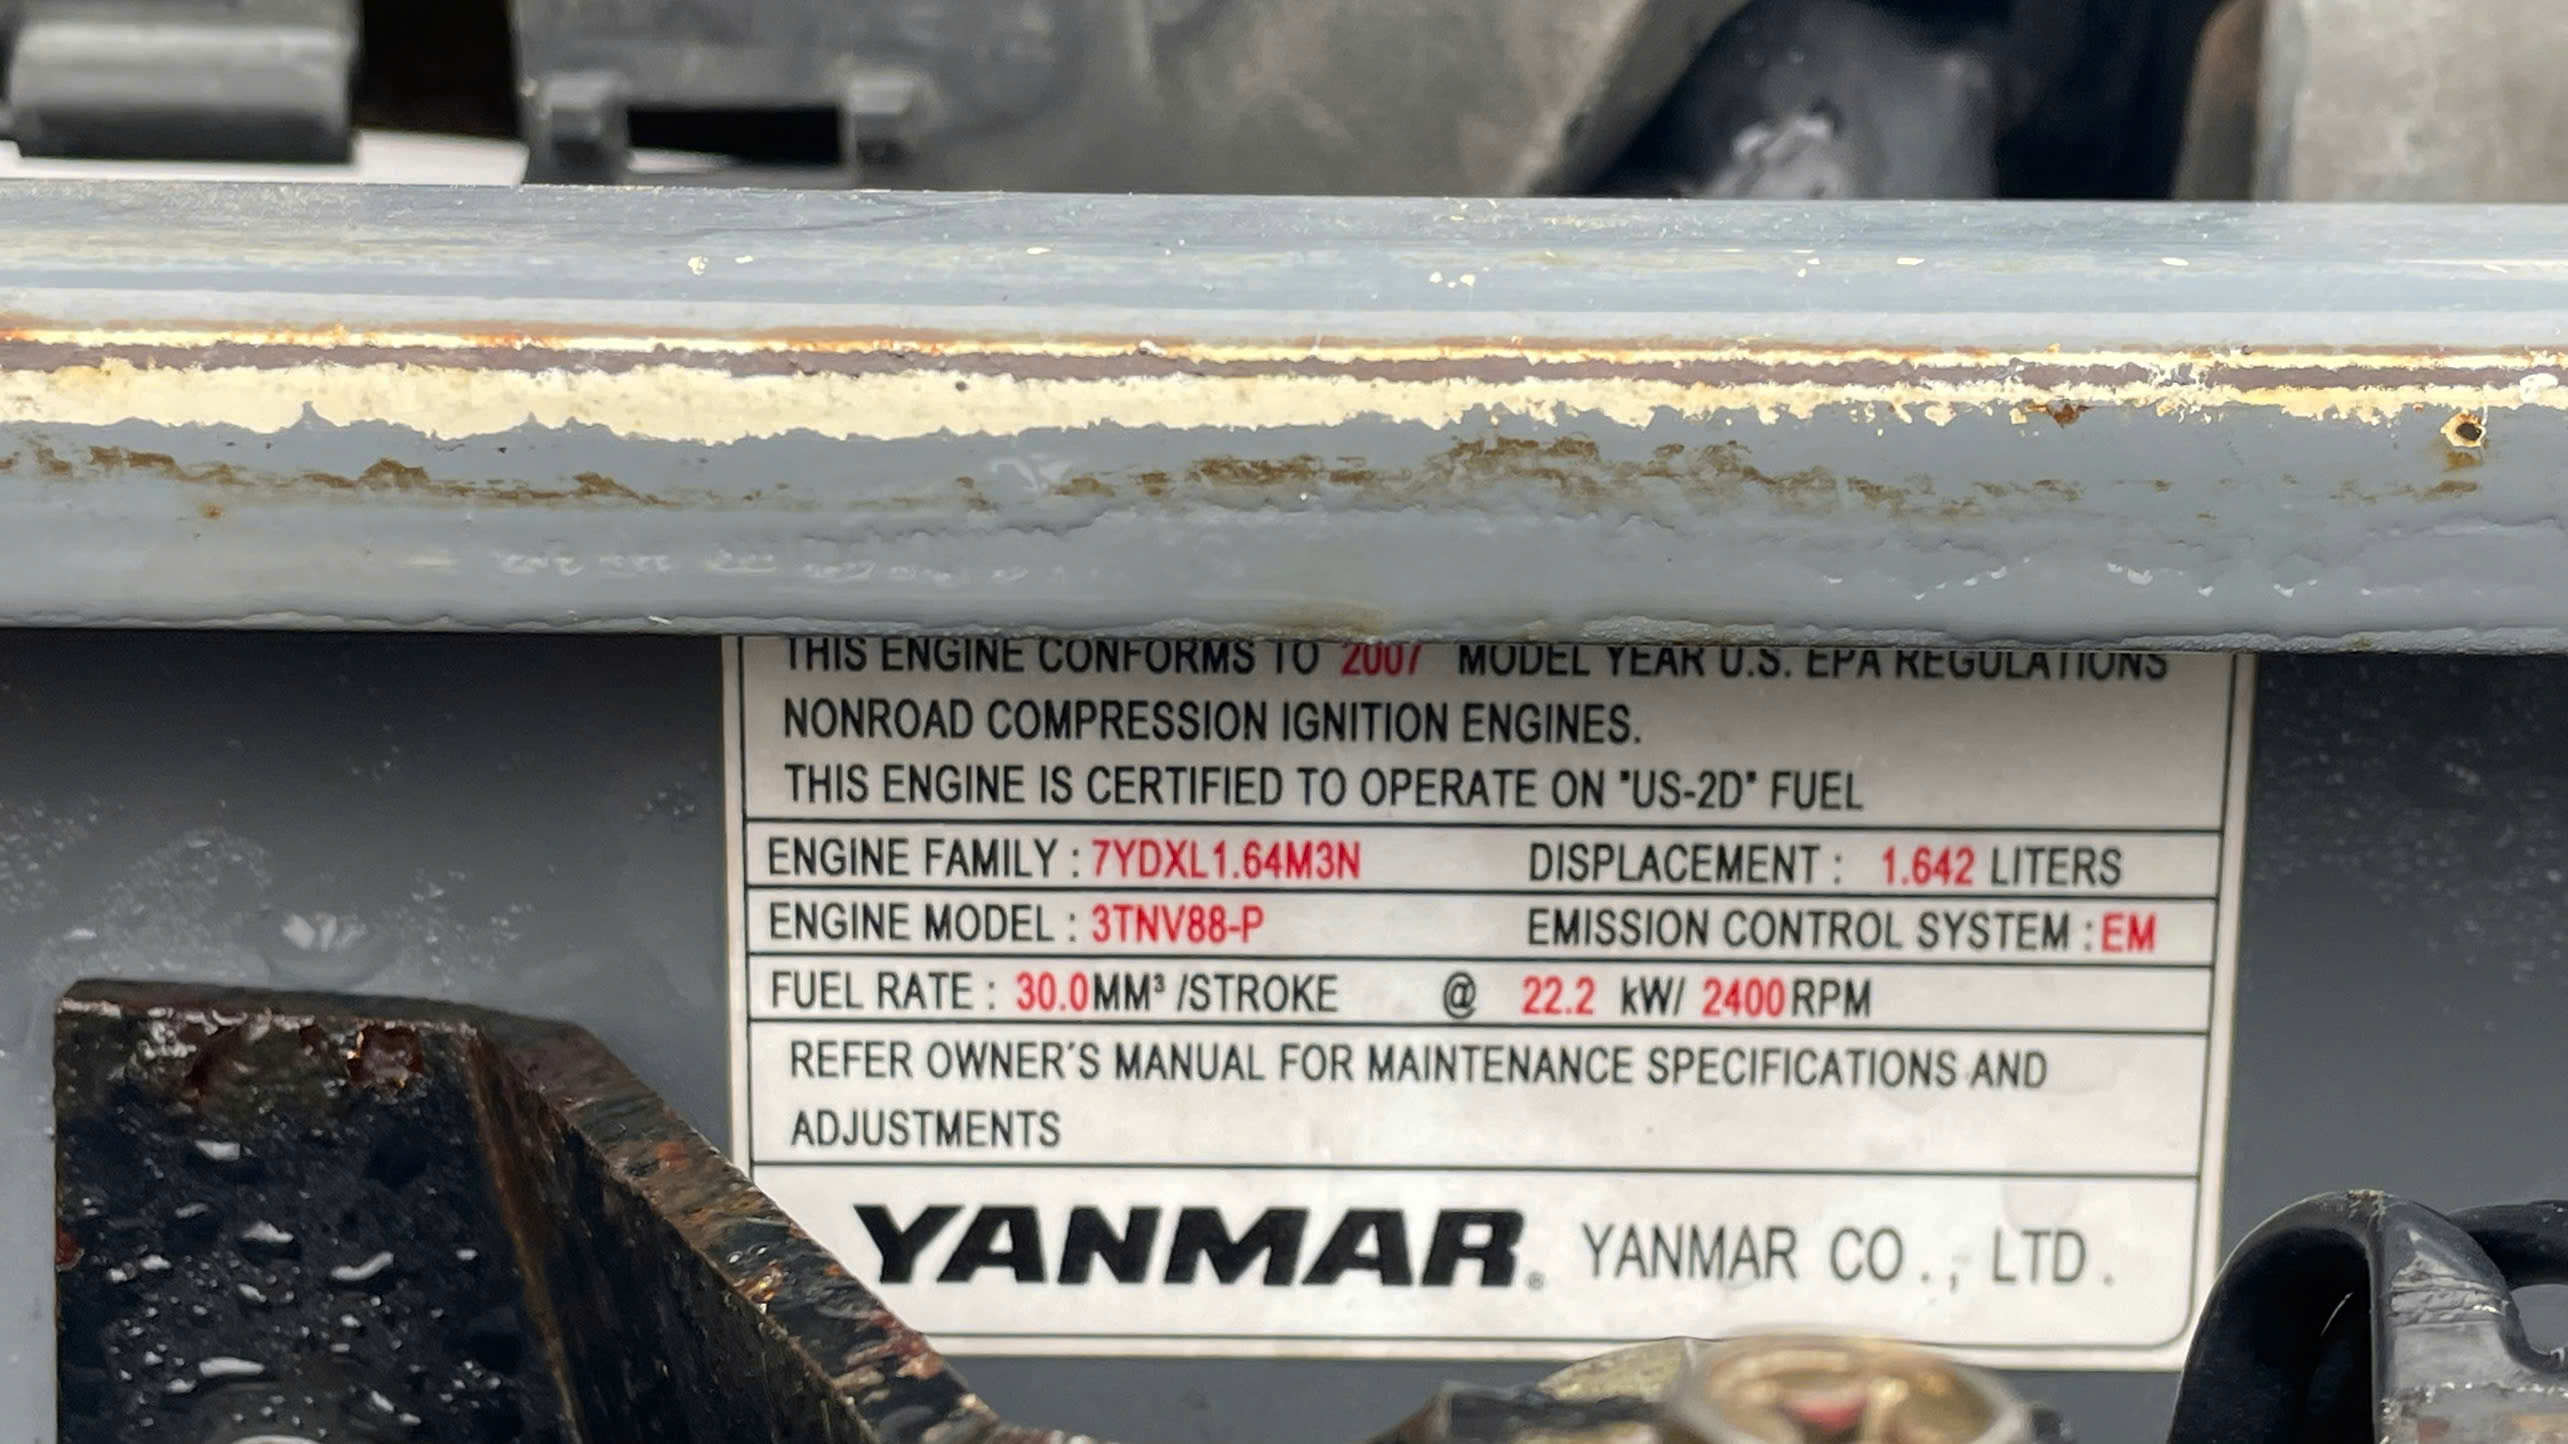 THIS ENGINE CONFORMS TO 2007 MODEL YEAR U.S. EPA REGULATIONS
NONROAD COMPRESSION IGNITION ENGINES.
THIS ENGINE IS CERTIFIED TO OPERATE ON "US-2D" FUEL
ENGINE FAMILY : 7YDXL1.64M3N DISPLACEMENT : 1.642 LITERS
ENGINE MODEL : 3TNV88-P EMISSION CONTROL SYSTEM : EM
FUEL RATE : 30.0MM³ /STROKE @ 22.2 kW/ 2400 RPM
REFER OWNER´S MANUAL FOR MAINTENANCE SPECIFICATIONS AND
ADJUSTMENTS
YANMAR® YANMAR CO., LTD.